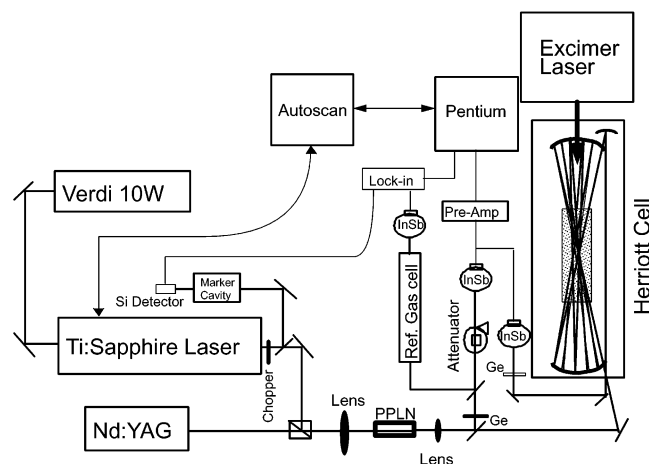 Excimer
Laser
Autoscan
Pentium
Verdi 10W
Lock-in
Pre-Amp
InSb
InSb
InSb
Si Detector
Marker
Cavity
Ref. Gas cell
Attenuator
Herriott Cell
Ti:Sapphire Laser
Chopper
Ge
Ge
Lens
PPLN
Lens
Nd:YAG